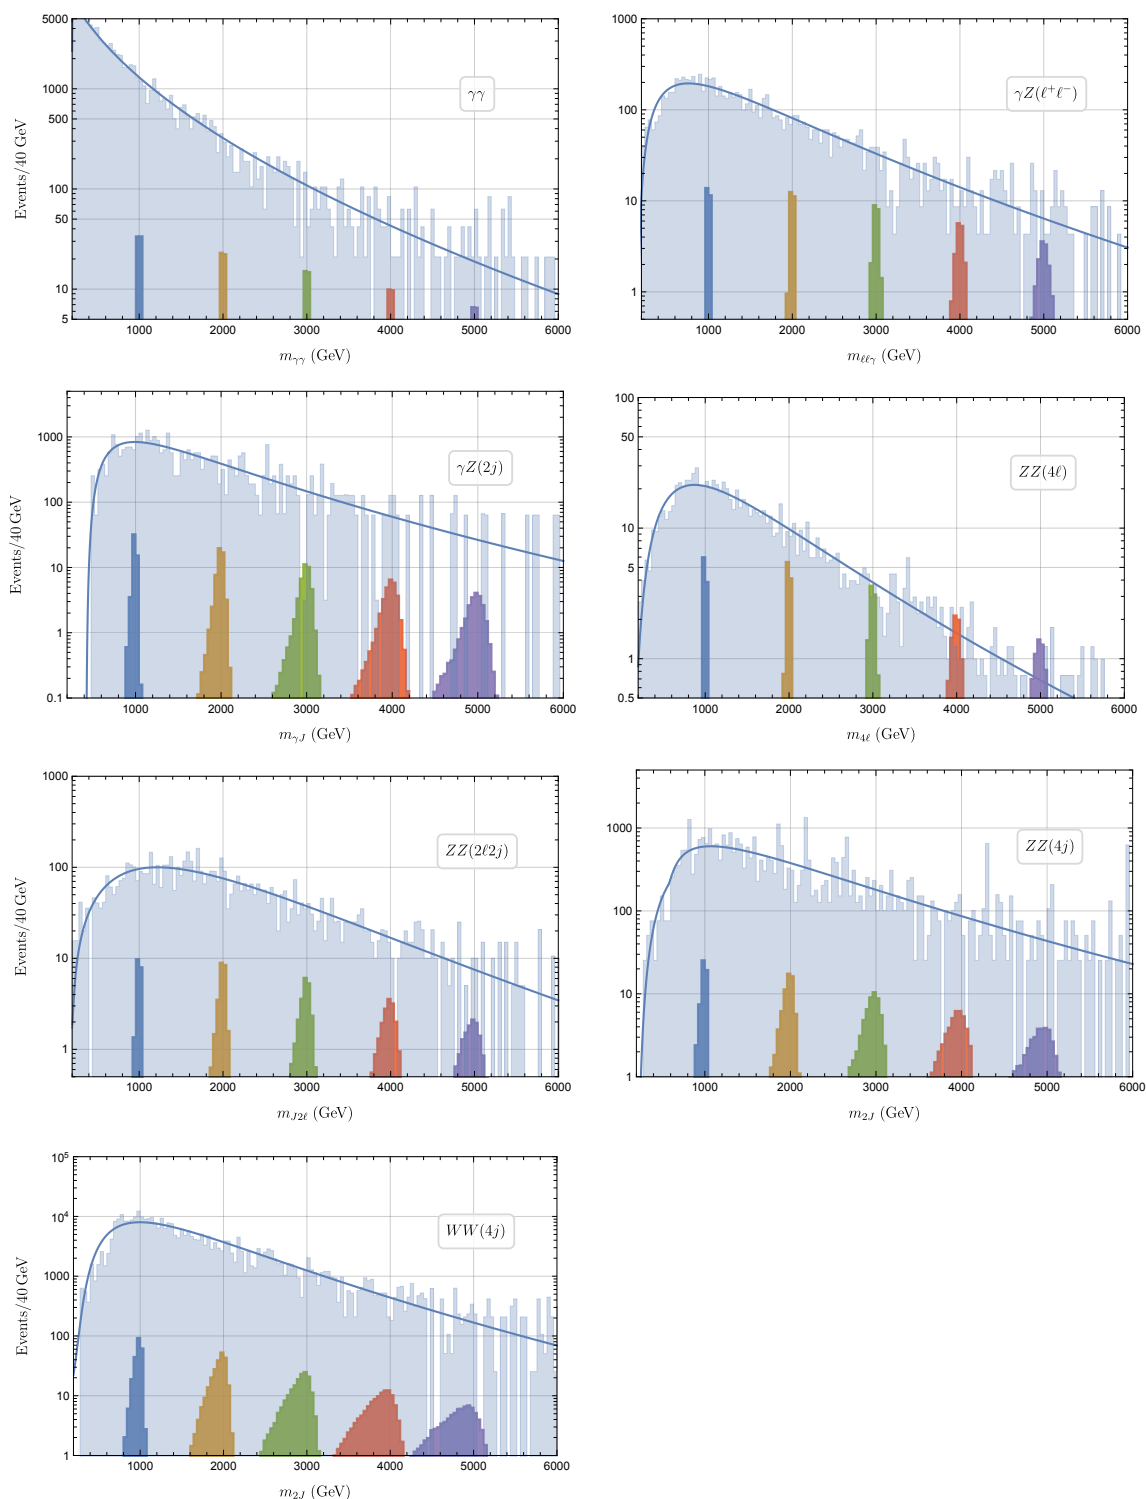 5000
1000
500
100
50
10
5
Events/40 GeV
γγ
1000 2000 3000 4000 5000 6000
m_γγ (GeV)
1000
100
10
1
γZ(ℓ⁺ℓ⁻)
1000 2000 3000 4000 5000 6000
m_ℓℓγ (GeV)
1000
100
10
1
0.1
Events/40 GeV
γZ(2j)
1000 2000 3000 4000 5000 6000
m_γJ (GeV)
100
50
10
5
1
0.5
ZZ(4ℓ)
1000 2000 3000 4000 5000 6000
m_4ℓ (GeV)
1000
100
10
1
Events/40 GeV
ZZ(2ℓ2j)
1000 2000 3000 4000 5000 6000
m_J2ℓ (GeV)
1000
100
10
1
ZZ(4j)
1000 2000 3000 4000 5000 6000
m_2J (GeV)
10⁵
10⁴
1000
100
10
1
Events/40 GeV
WW(4j)
1000 2000 3000 4000 5000 6000
m_2J (GeV)